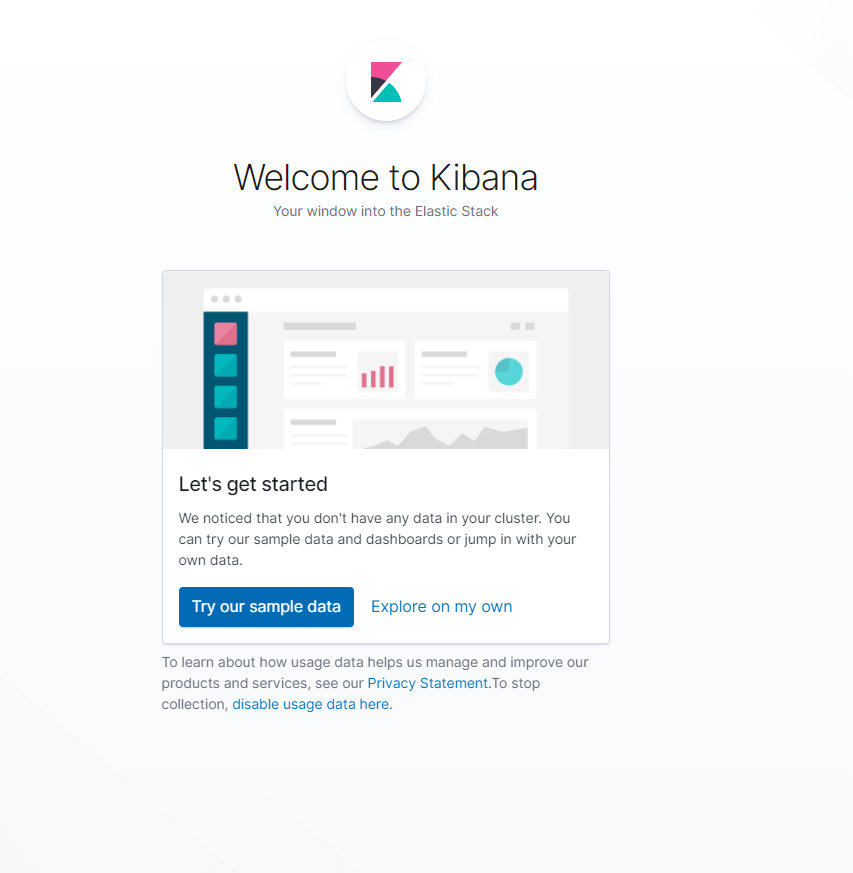 Welcome to Kibana
Your window into the Elastic Stack
Let's get started
We noticed that you don't have any data in your cluster. You
can try our sample data and dashboards or jump in with your
own data.
Try our sample data
Explore on my own
To learn about how usage data helps us manage and improve our
products and services, see our Privacy Statement.To stop
collection, disable usage data here.